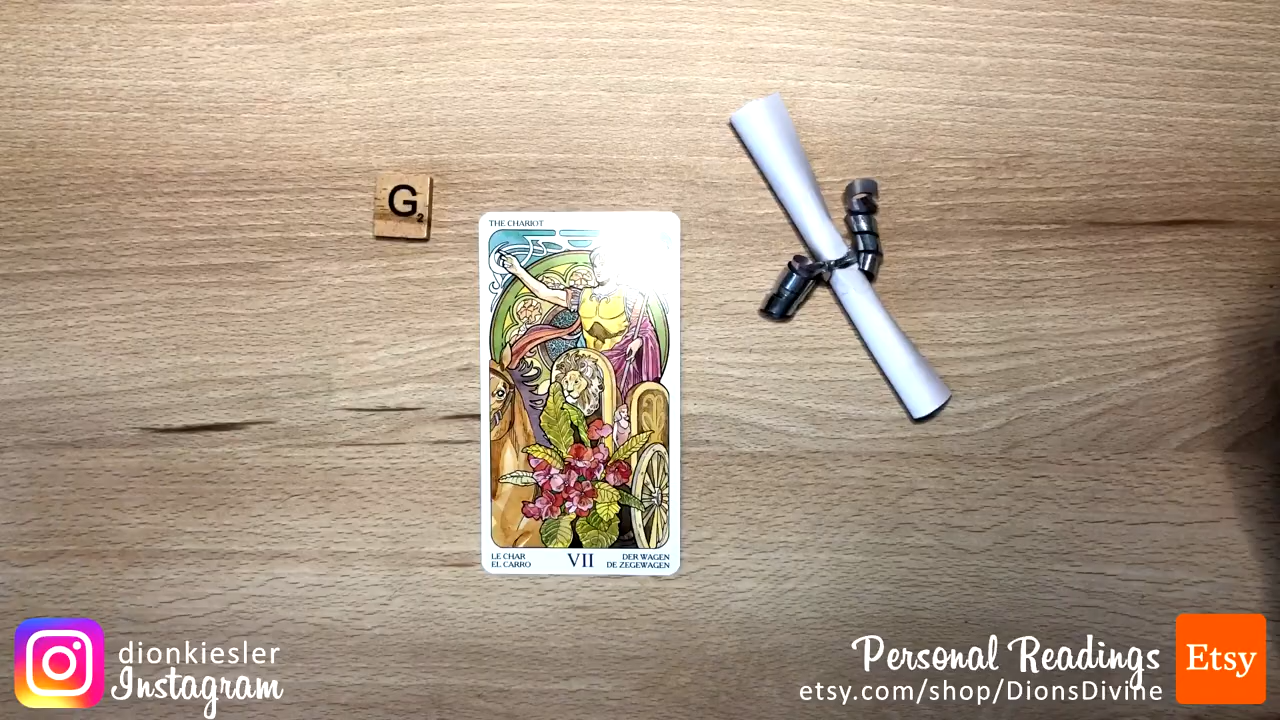 G2
THE CHARIOT
LE CHAR
EL CARRO
VII
DER WAGEN
DE ZEGEWAGEN
dionkiesler
Instagram
Personal Readings
etsy.com/shop/DionsDivine
Etsy